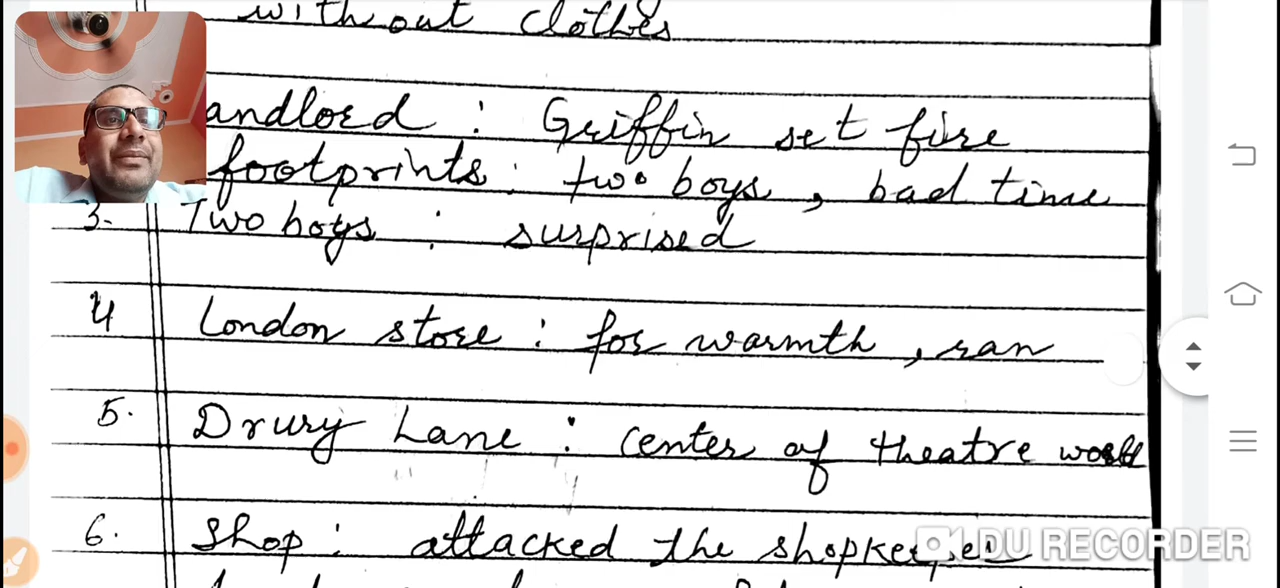 without clothes
andlord : Griffin set fire
footprints : two boys, bad time
3- Two boys : surprised
4 London store : for warmth, ran
5. Drury Lane : center of theatre world
6. Shop : attacked the shopkeeper
DU RECORDER